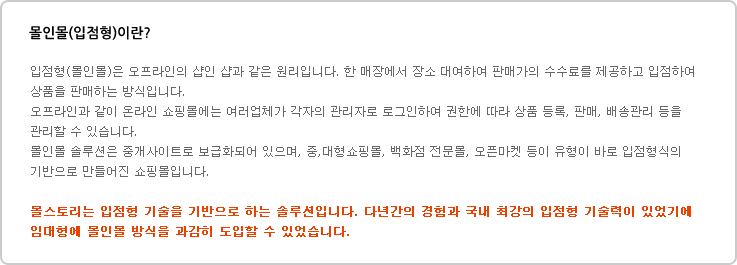 몰인몰(입점형)이란?
입점형(몰인몰)은 오프라인의 샵인 샵과 같은 원리입니다. 한 매장에서 장소 대여하여 판매가의 수수료를 제공하고 입점하여
상품을 판매하는 방식입니다.
오프라인과 같이 온라인 쇼핑몰에는 여러업체가 각자의 관리자로 로그인하여 권한에 따라 상품 등록, 판매, 배송관리 등을
관리할 수 있습니다.
몰인몰 솔루션은 중개사이트로 보급화되어 있으며, 중,대형쇼핑몰, 백화점 전문몰, 오픈마켓 등이 유형이 바로 입점형식의
기반으로 만들어진 쇼핑몰입니다.
몰스토리는 입점형 기술을 기반으로 하는 솔루션입니다. 다년간의 경험과 국내 최강의 입점형 기술력이 있었기에
임대형에 몰인몰 방식을 과감히 도입할 수 있었습니다.